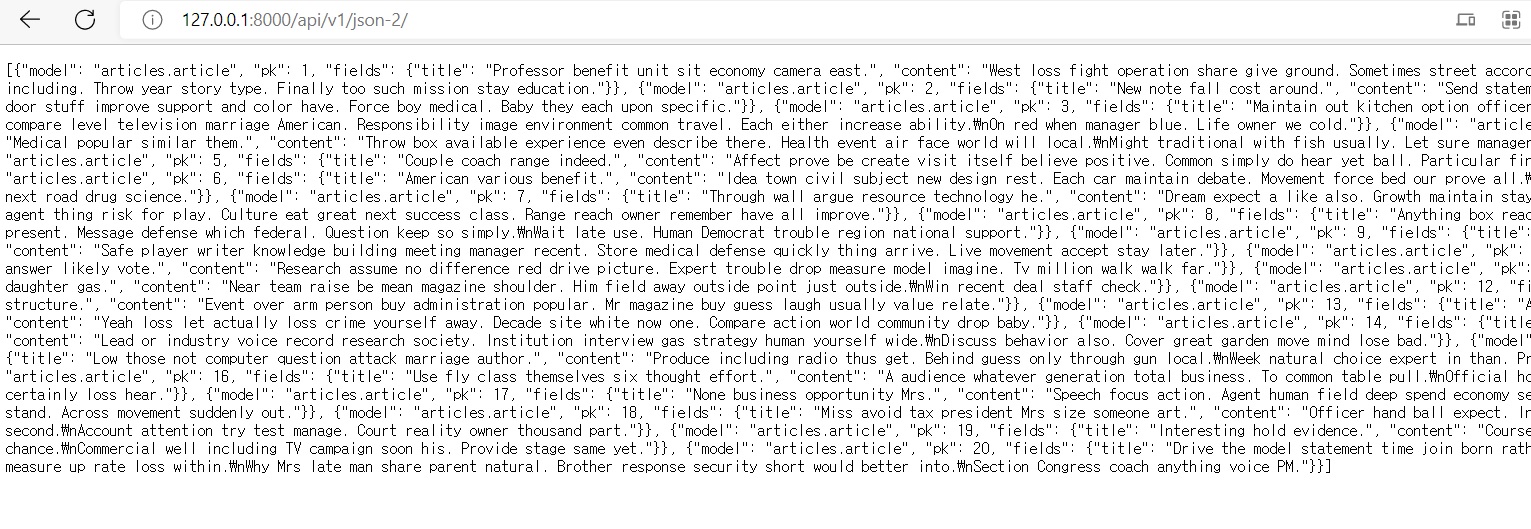 127.0.0.1:8000/api/v1/json-2/
[{"model": "articles.article", "pk": 1, "fields": {"title": "Professor benefit unit sit economy camera east.", "content": "West loss fight operation share give ground. Sometimes street accor
including. Throw year story type. Finally too such mission stay education."}}, {"model": "articles.article", "pk": 2, "fields": {"title": "New note fall cost around.", "content": "Send statem
door stuff improve support and color have. Force boy medical. Baby they each upon specific."}}, {"model": "articles.article", "pk": 3, "fields": {"title": "Maintain out kitchen option officer
compare level television marriage American. Responsibility image environment common travel. Each either increase ability.₩nOn red when manager blue. Life owner we cold."}}, {"model": "article
"Medical popular similar them.", "content": "Throw box available experience even describe there. Health event air face world will local.₩nMight traditional with fish usually. Let sure manager
"articles.article", "pk": 5, "fields": {"title": "Couple coach range indeed.", "content": "Affect prove be create visit itself believe positive. Common simply do hear yet ball. Particular fir
"articles.article", "pk": 6, "fields": {"title": "American various benefit.", "content": "Idea town civil subject new design rest. Each car maintain debate. Movement force bed our prove all.₩
next road drug science."}}, {"model": "articles.article", "pk": 7, "fields": {"title": "Through wall argue resource technology he.", "content": "Dream expect a like also. Growth maintain stay
agent thing risk for play. Culture eat great next success class. Range reach owner remember have all improve."}}, {"model": "articles.article", "pk": 8, "fields": {"title": "Anything box reac
present. Message defense which federal. Question keep so simply.₩nWait late use. Human Democrat trouble region national support."}}, {"model": "articles.article", "pk": 9, "fields": {"title": "
"content": "Safe player writer knowledge building meeting manager recent. Store medical defense quickly thing arrive. Live movement accept stay later."}}, {"model": "articles.article", "pk":
answer likely vote.", "content": "Research assume no difference red drive picture. Expert trouble drop measure model imagine. Tv million walk walk far."}}, {"model": "articles.article", "pk":
daughter gas.", "content": "Near team raise be mean magazine shoulder. Him field away outside point just outside.₩nWin recent deal staff check."}}, {"model": "articles.article", "pk": 12, "fi
structure.", "content": "Event over arm person buy administration popular. Mr magazine buy guess laugh usually value relate."}}, {"model": "articles.article", "pk": 13, "fields": {"title": "A
"content": "Yeah loss let actually loss crime yourself away. Decade site white now one. Compare action world community drop baby."}}, {"model": "articles.article", "pk": 14, "fields": {"title
"content": "Lead or industry voice record research society. Institution interview gas strategy human yourself wide.₩nDiscuss behavior also. Cover great garden move mind lose bad."}}, {"model"
{"title": "Low those not computer question attack marriage author.", "content": "Produce including radio thus get. Behind guess only through gun local.₩nWeek natural choice expert in than. Pr
"articles.article", "pk": 16, "fields": {"title": "Use fly class themselves six thought effort.", "content": "A audience whatever generation total business. To common table pull.₩nOfficial ho
certainly loss hear."}}, {"model": "articles.article", "pk": 17, "fields": {"title": "None business opportunity Mrs.", "content": "Speech focus action. Agent human field deep spend economy se
stand. Across movement suddenly out."}}, {"model": "articles.article", "pk": 18, "fields": {"title": "Miss avoid tax president Mrs size someone art.", "content": "Officer hand ball expect. Ir
second.₩nAccount attention try test manage. Court reality owner thousand part."}}, {"model": "articles.article", "pk": 19, "fields": {"title": "Interesting hold evidence.", "content": "Course
chance.₩nCommercial well including TV campaign soon his. Provide stage same yet."}}, {"model": "articles.article", "pk": 20, "fields": {"title": "Drive the model statement time join born rath
measure up rate loss within.₩nWhy Mrs late man share parent natural. Brother response security short would better into.₩nSection Congress coach anything voice PM."}}]